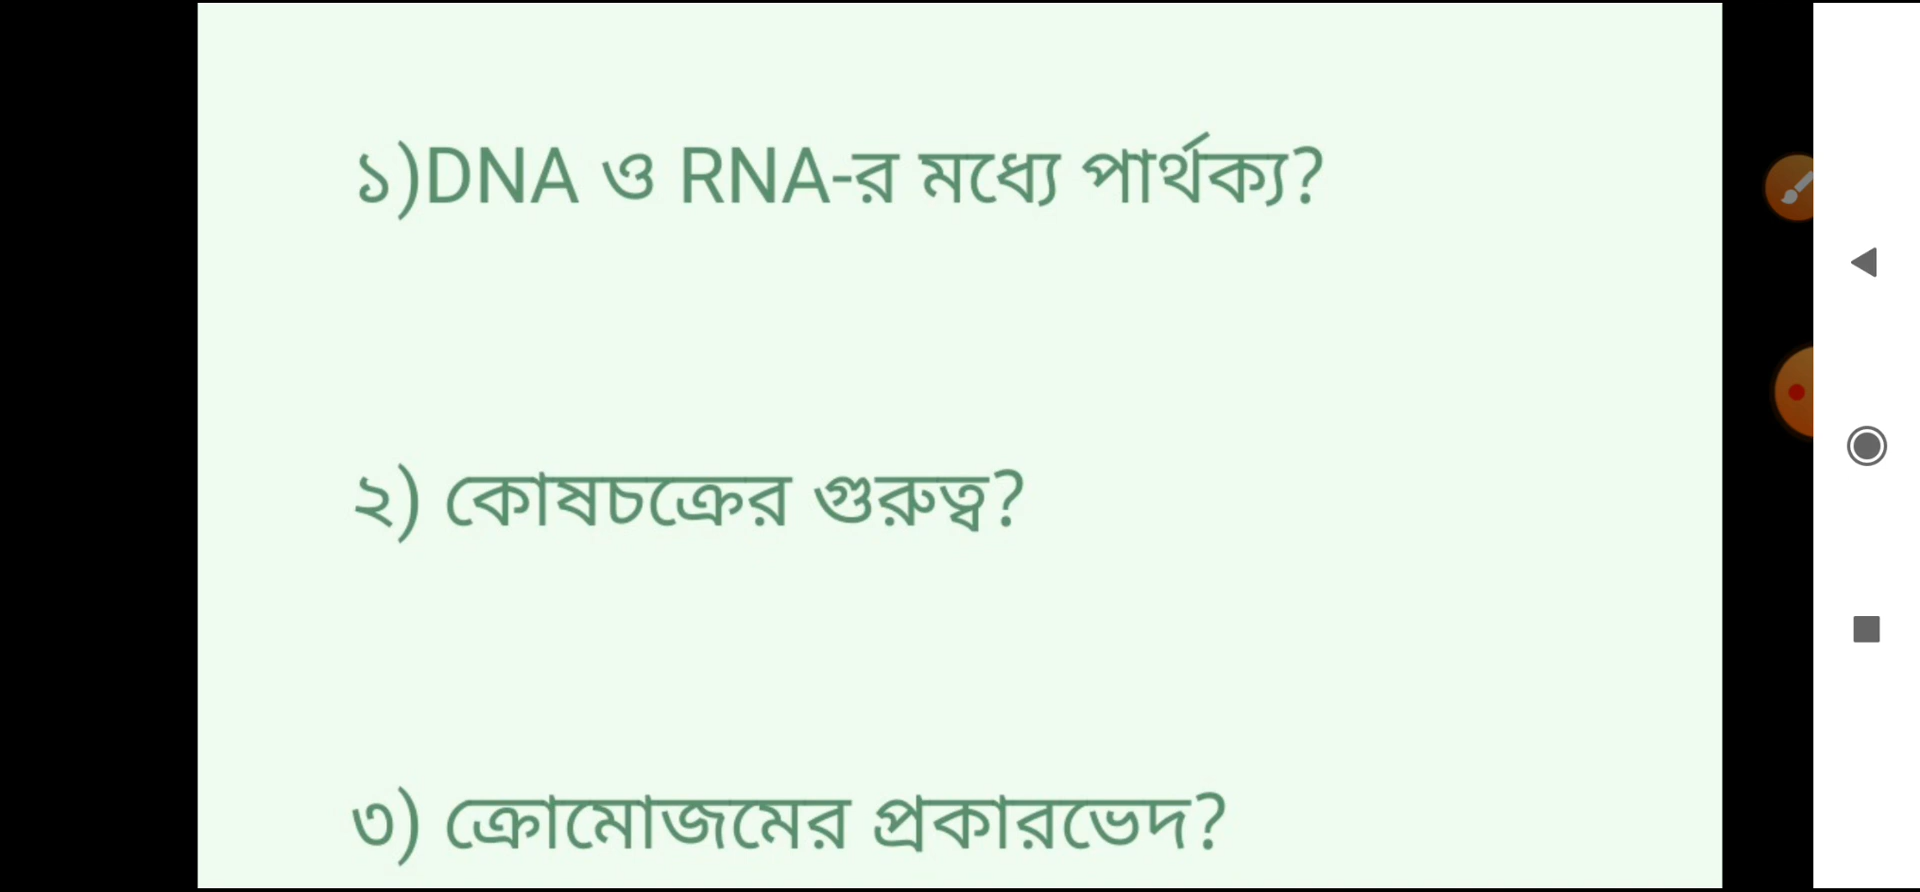 ১)DNA ও RNA-র মধ্যে পার্থক্য?
২) কোষচক্রের গুরুত্ব?
৩) ক্রোমোজমের প্রকারভেদ?